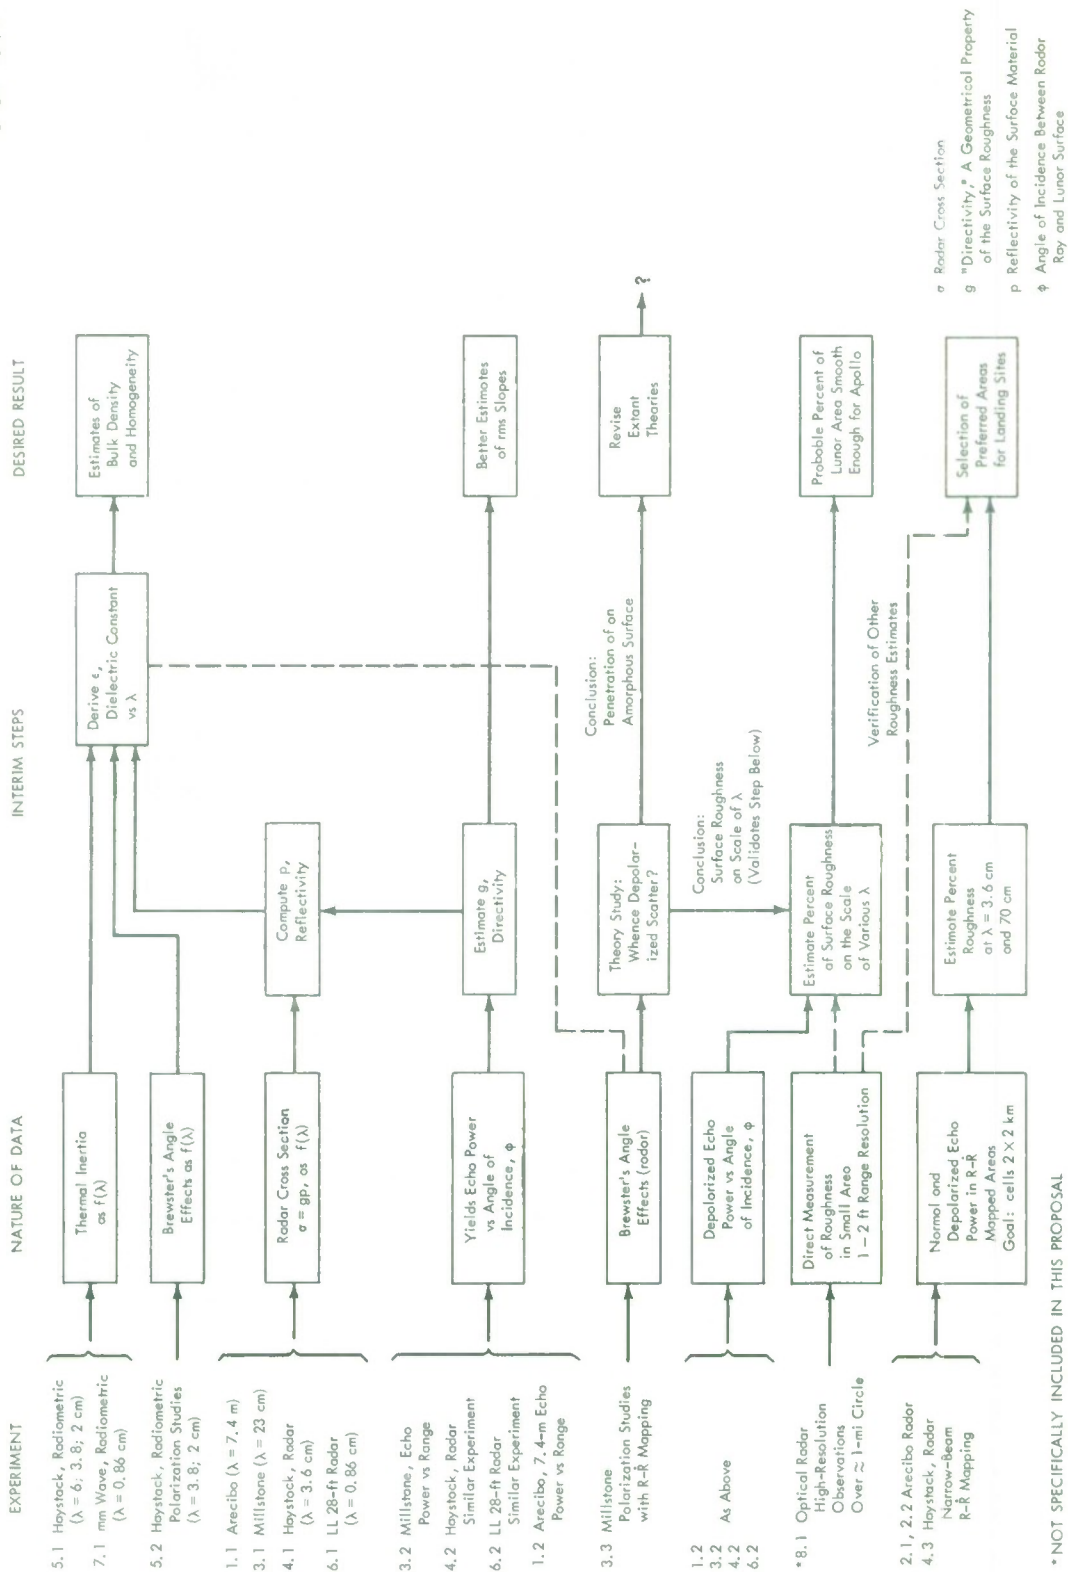 EXPERIMENT
NATURE OF DATA
INTERIM STEPS
DESIRED RESULT
5.1 Haystack, Radiometric
(λ = 6; 3.8; 2 cm)
7.1 mm Wave, Radiometric
(λ = 0.86 cm)
Thermal Inertia
as f(λ)
Derive ε,
Dielectric Constant
vs λ
Estimates of
Bulk Density
and Homogeneity
5.2 Haystack, Radiometric
Polarization Studies
(λ = 3.8; 2 cm)
Brewster's Angle
Effects as f(λ)
1.1 Arecibo (λ = 7.4 m)
3.1 Millstone (λ = 23 cm)
4.1 Haystack, Radar
(λ = 3.6 cm)
6.1 LL 28-ft Radar
(λ = 0.86 cm)
Radar Cross Section
σ = gp, as f(λ)
Compute p,
Reflectivity
3.2 Millstone, Echo
Power vs Range
4.2 Haystack, Radar
Similar Experiment
6.2 LL 28-ft Radar
Similar Experiment
1.2 Arecibo, 7.4-m Echo
Power vs Range
Yields Echo Power
vs Angle of
Incidence, φ
Estimate g,
Directivity
Better Estimates
of rms Slopes
3.3 Millstone
Polarization Studies
with R-R Mapping
Brewster's Angle
Effects (radar)
Theory Study:
Whence Depolar-
ized Scatter?
Conclusion:
Penetration of on
Amorphous Surface
Revise
Extant
Thearies
?
1.2
3.2
4.2
6.2
As Above
Depolarized Echo
Power vs Angle
of Incidence, φ
Conclusion:
Surface Roughness
on Scale of λ
(Validates Step Below)
*8.1 Optical Radar
High-Resolution
Observations
Over ≈ 1-mi Circle
Direct Measurement
of Roughness
in Small Area
1 – 2 ft Range Resolution
Estimate Percent
of Surface Roughness
on the Scale
of Various λ
Probable Percent of
Lunar Area Smooth
Enough for Apollo
Verification of Other
Roughness Estimates
2.1, 2.2 Arecibo Radar
4.3 Haystack, Radar
Narrow-Beam
R-R Mapping
Normal and
Depolarized Echo
Power in R-R
Mapped Areas
Goal: cells 2 × 2 km
Estimate Percent
Roughness
at λ = 3.6 cm
and 70 cm
Selection of
Preferred Areas
for Landing Sites
σ Radar Cross Section
g "Directivity," A Geometrical Property
of the Surface Roughness
p Reflectivity of the Surface Material
φ Angle of Incidence Between Radar
Ray and Lunar Surface
* NOT SPECIFICALLY INCLUDED IN THIS PROPOSAL